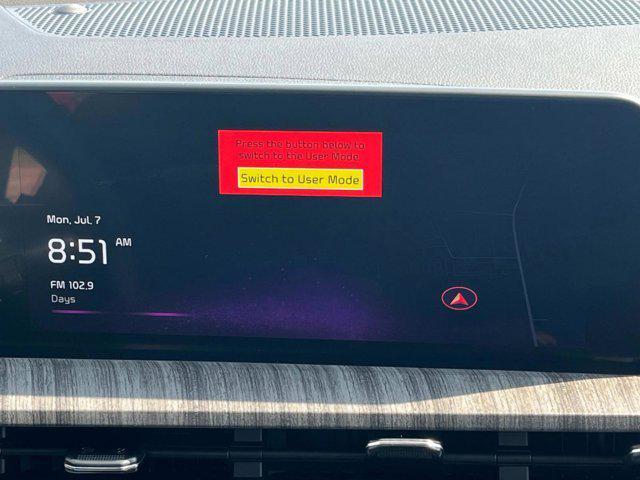 Press the button below to
switch to the User Mode
Switch to User Mode
Mon, Jul, 7
8:51 AM
FM 102.9
Days